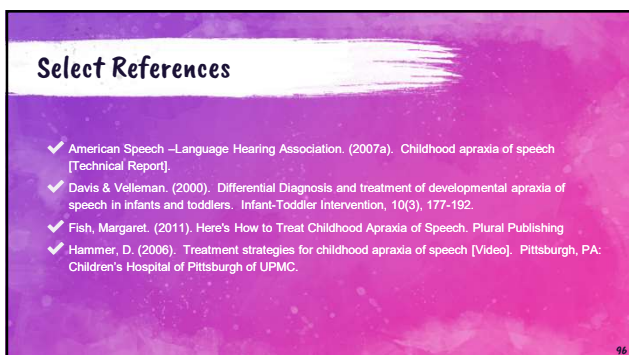 Select References
American Speech –Language Hearing Association. (2007a). Childhood apraxia of speech
[Technical Report].
Davis & Velleman. (2000). Differential Diagnosis and treatment of developmental apraxia of
speech in infants and toddlers. Infant-Toddler Intervention, 10(3), 177-192.
Fish, Margaret. (2011). Here's How to Treat Childhood Apraxia of Speech. Plural Publishing
Hammer, D. (2006). Treatment strategies for childhood apraxia of speech [Video]. Pittsburgh, PA:
Children's Hospital of Pittsburgh of UPMC.
96